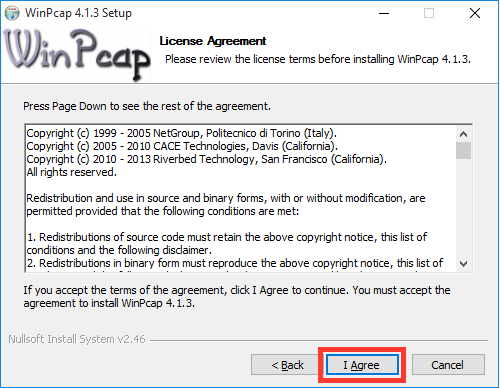 WinPcap 4.1.3 Setup
WinPcap
License Agreement
Please review the license terms before installing WinPcap 4.1.3.
Press Page Down to see the rest of the agreement.
Copyright (c) 1999 - 2005 NetGroup, Politecnico di Torino (Italy).
Copyright (c) 2005 - 2010 CACE Technologies, Davis (California).
Copyright (c) 2010 - 2013 Riverbed Technology, San Francisco (California).
All rights reserved.
Redistribution and use in source and binary forms, with or without modification, are
permitted provided that the following conditions are met:
1. Redistributions of source code must retain the above copyright notice, this list of
conditions and the following disclaimer.
2. Redistributions in binary form must reproduce the above copyright notice, this list of
If you accept the terms of the agreement, click I Agree to continue. You must accept the
agreement to install WinPcap 4.1.3.
Nullsoft Install System v2.46
< Back
I Agree
Cancel